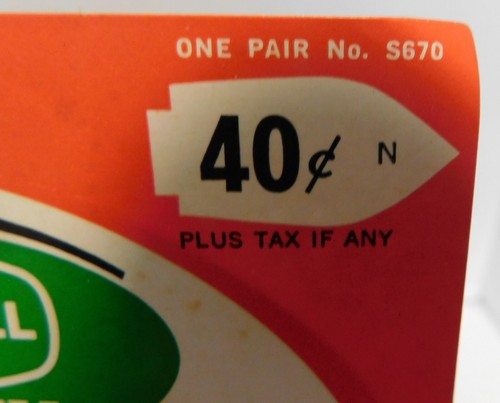 ONE PAIR No. S670
40¢ N
PLUS TAX IF ANY